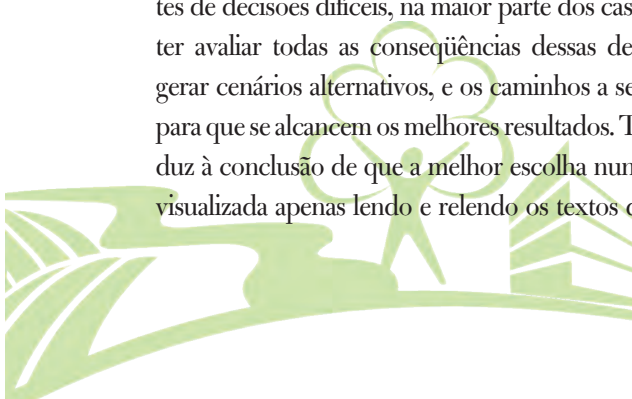 tes de decisões difíceis, na maior parte dos cas
ter avaliar todas as conseqüências dessas de
gerar cenários alternativos, e os caminhos a se
para que se alcancem os melhores resultados. T
duz à conclusão de que a melhor escolha nun
visualizada apenas lendo e relendo os textos d